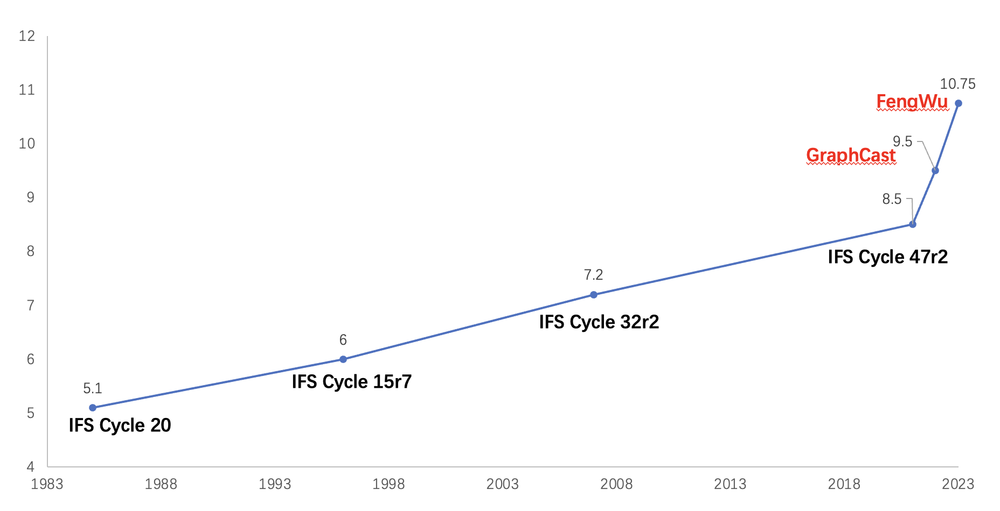 12
11
10
9
8
7
6
5
4
10.75
FengWu
9.5
GraphCast
8.5
IFS Cycle 47r2
7.2
IFS Cycle 32r2
6
IFS Cycle 15r7
5.1
IFS Cycle 20
1983 1988 1993 1998 2003 2008 2013 2018 2023